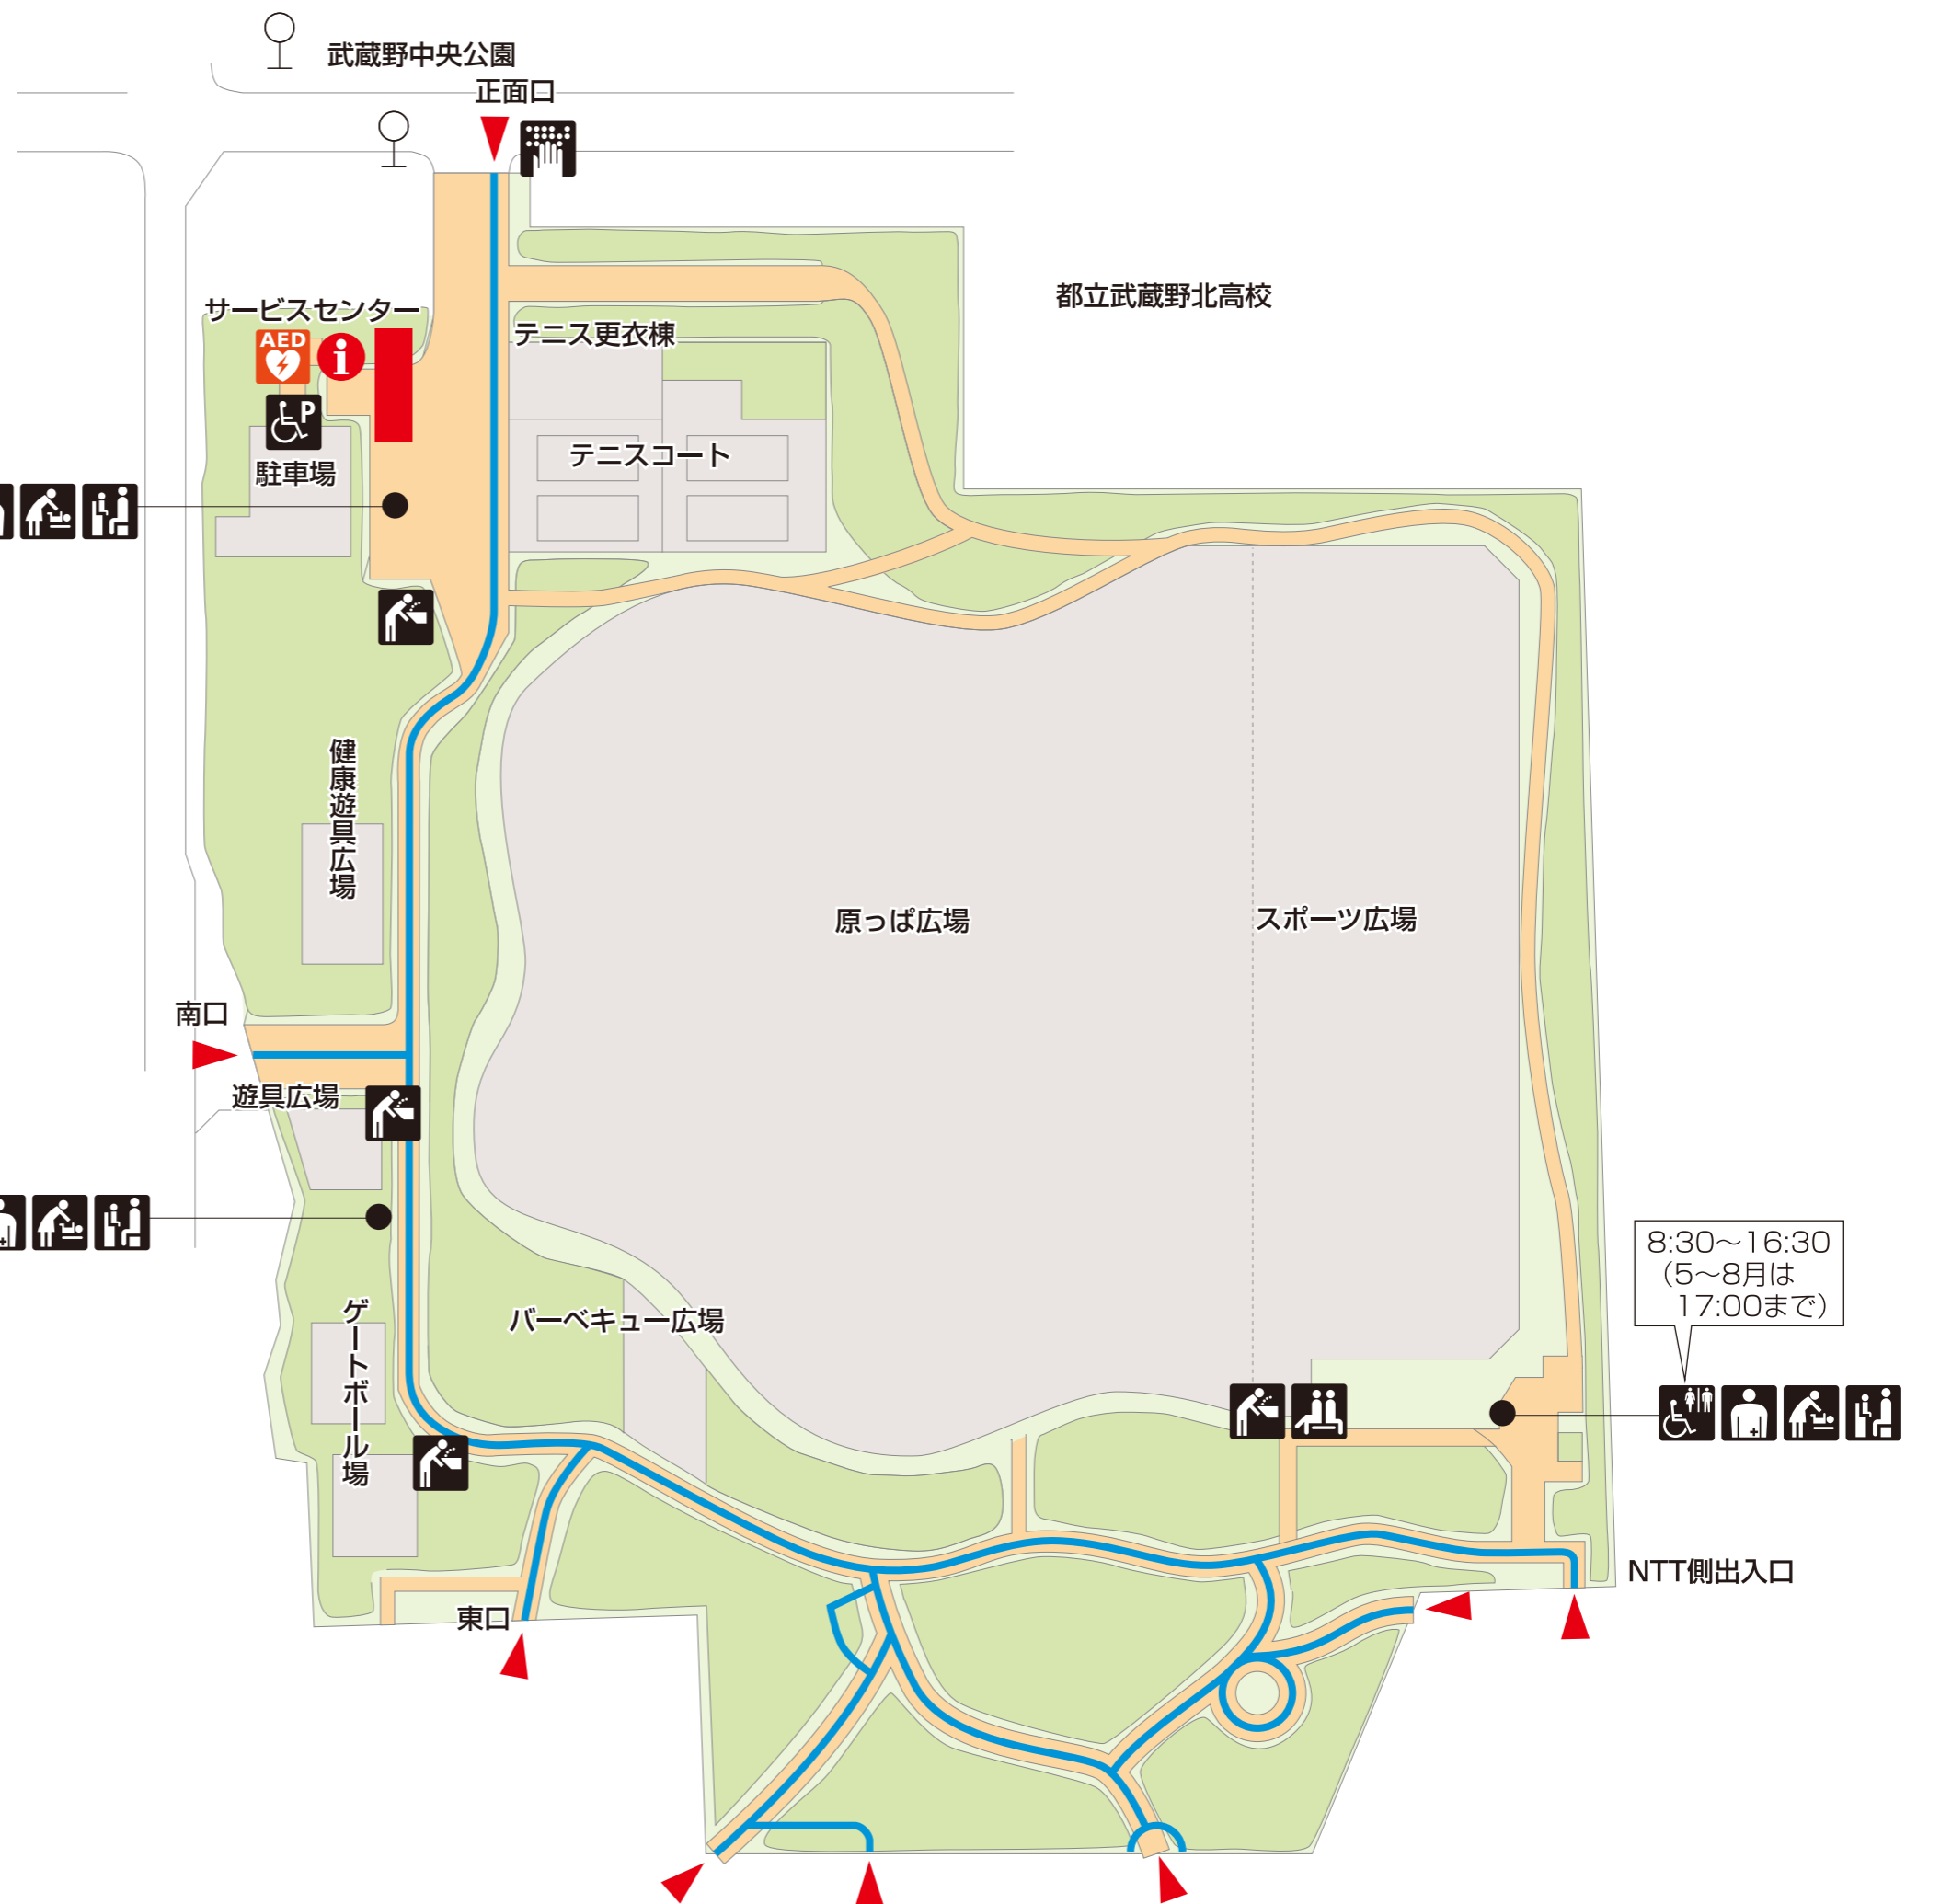 武蔵野中央公園
正面口
都立武蔵野北高校
サービスセンター
テニス更衣棟
AED
i
P
駐車場
テニスコート
健康遊具広場
原っぱ広場
スポーツ広場
南口
遊具広場
8:30～16:30
（5～8月は
17:00まで）
ゲートボール場
バーベキュー広場
NTT側出入口
東口